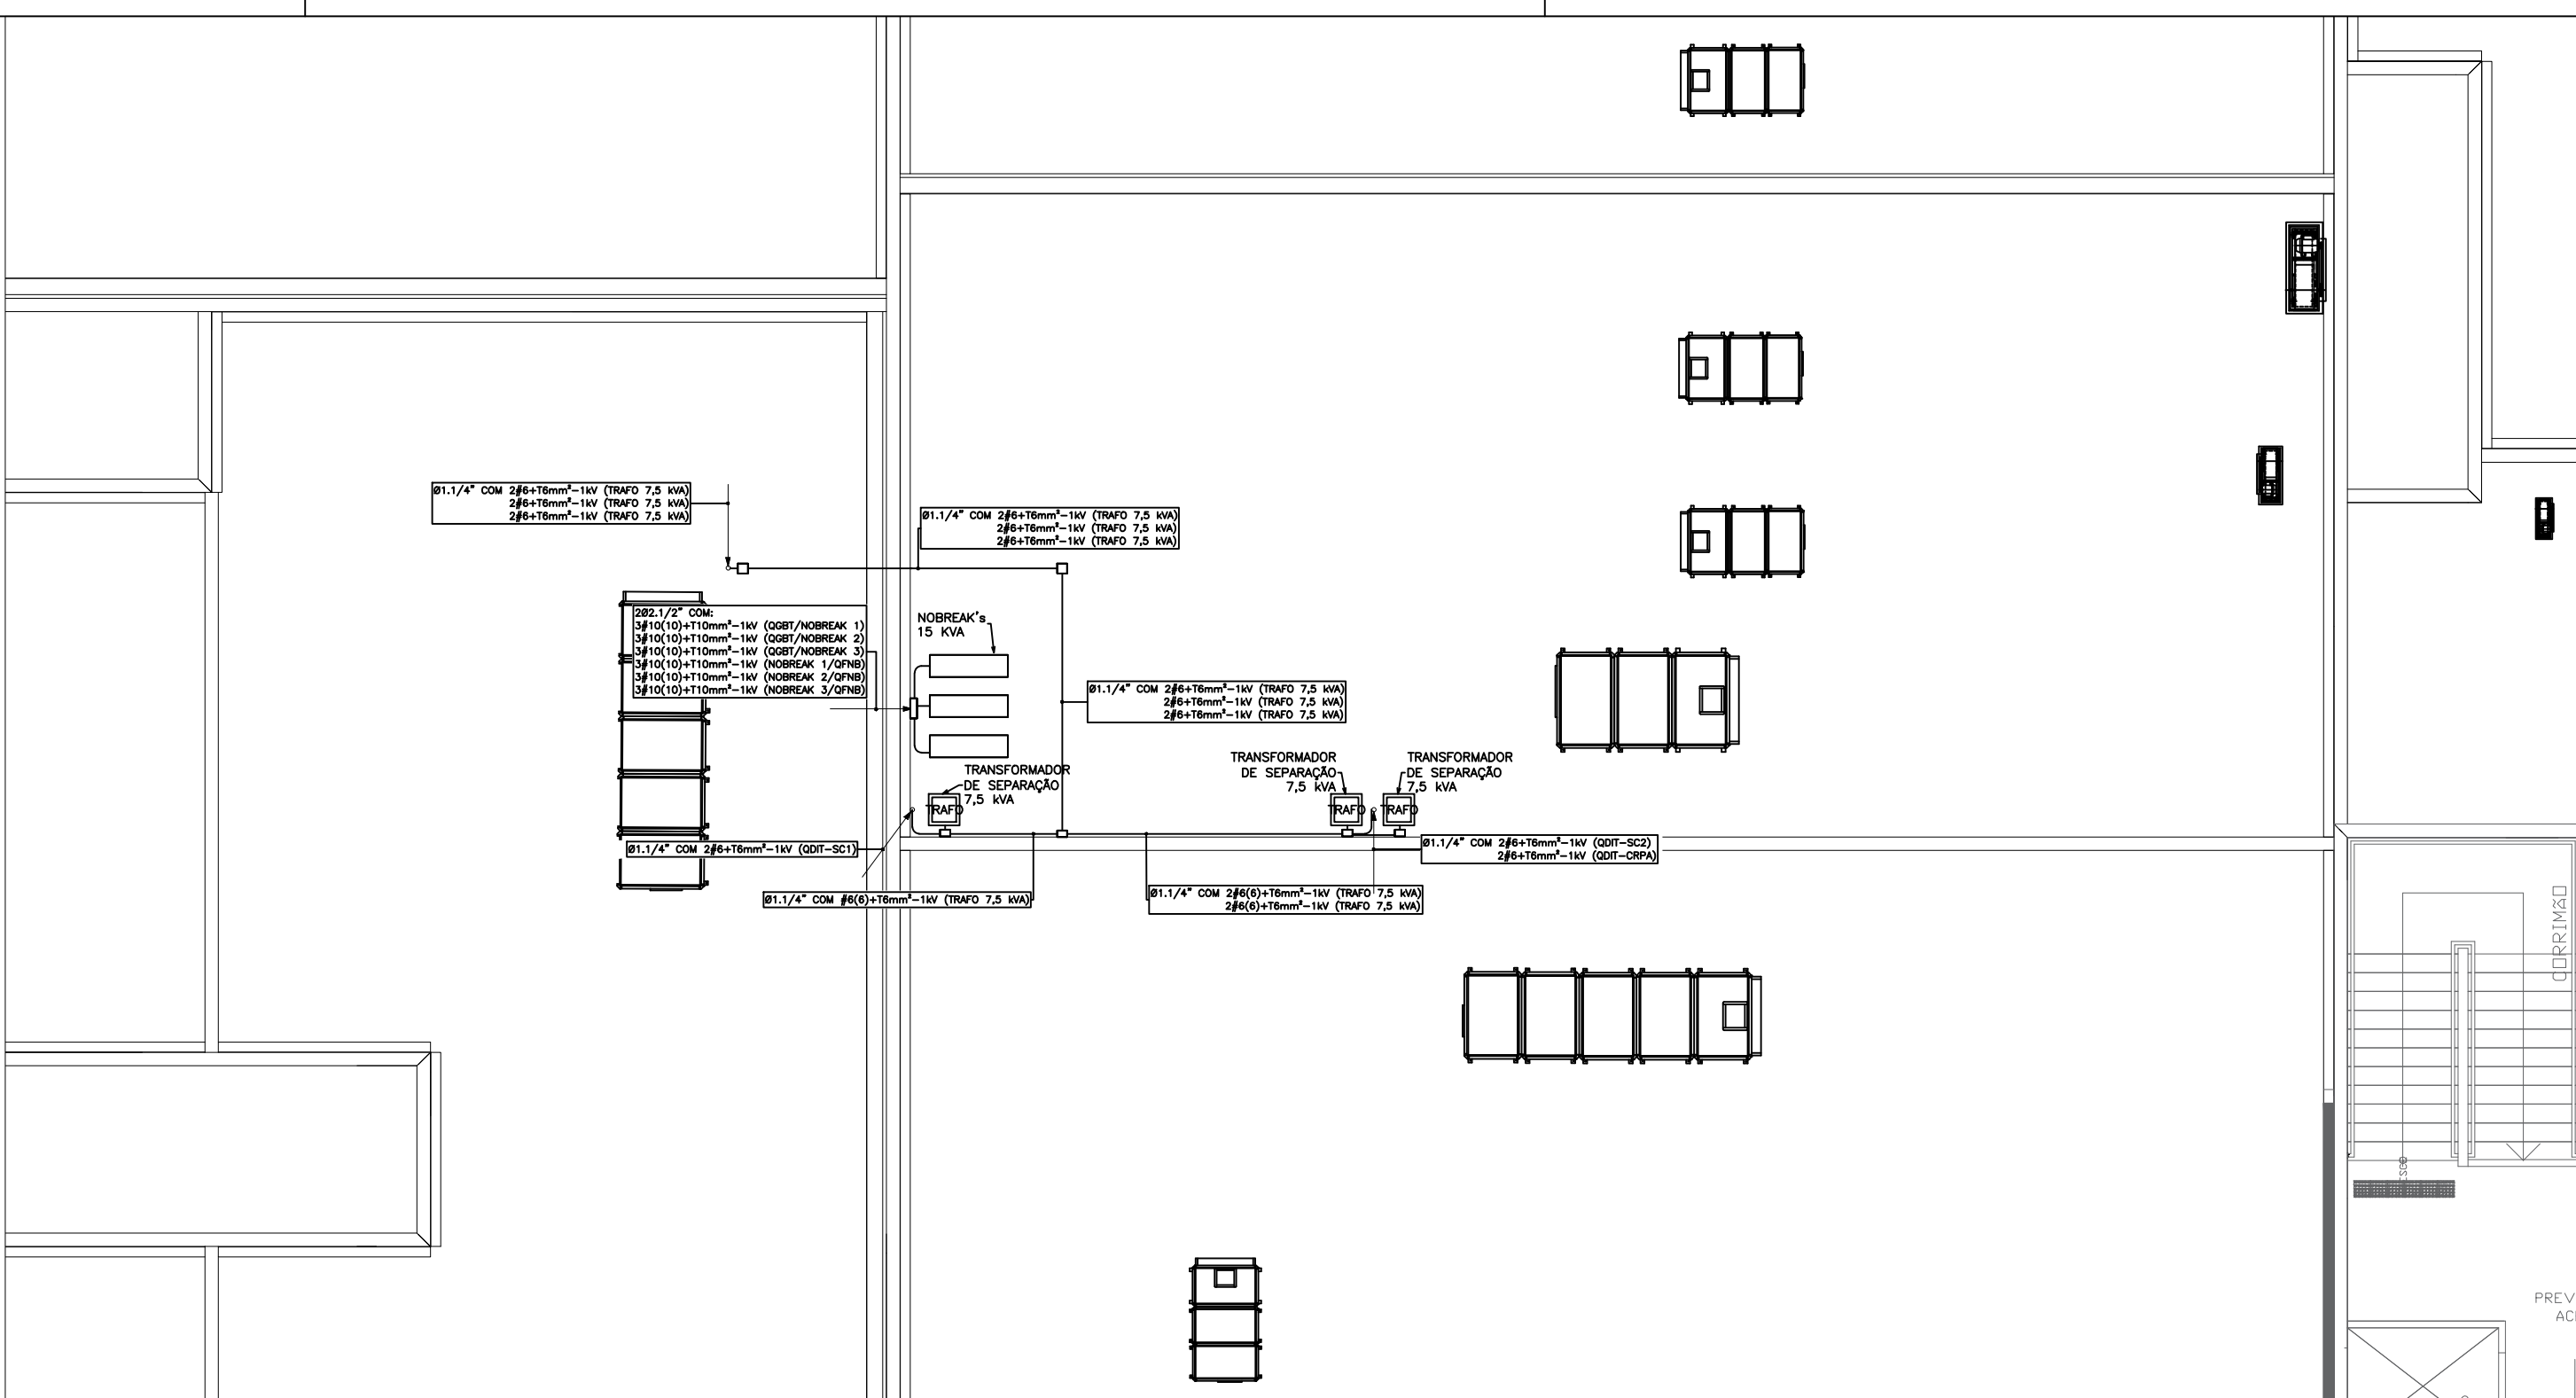 Ø1.1/4" COM 2#6+T6mm²-1kV (TRAFO 7,5 kVA)
2#6+T6mm²-1kV (TRAFO 7,5 kVA)
2#6+T6mm²-1kV (TRAFO 7,5 kVA)
Ø1.1/4" COM 2#6+T6mm²-1kV (TRAFO 7,5 kVA)
2#6+T6mm²-1kV (TRAFO 7,5 kVA)
2#6+T6mm²-1kV (TRAFO 7,5 kVA)
2Ø2.1/2" COM:
3#10(10)+T10mm²-1kV (QGBT/NOBREAK 1)
3#10(10)+T10mm²-1kV (QGBT/NOBREAK 2)
3#10(10)+T10mm²-1kV (QGBT/NOBREAK 3)
3#10(10)+T10mm²-1kV (NOBREAK 1/QFNB)
3#10(10)+T10mm²-1kV (NOBREAK 2/QFNB)
3#10(10)+T10mm²-1kV (NOBREAK 3/QFNB)
NOBREAK's
15 KVA
Ø1.1/4" COM 2#6+T6mm²-1kV (TRAFO 7,5 kVA)
2#6+T6mm²-1kV (TRAFO 7,5 kVA)
2#6+T6mm²-1kV (TRAFO 7,5 kVA)
TRANSFORMADOR
DE SEPARAÇÃO
7,5 kVA
TRAFO
TRANSFORMADOR
DE SEPARAÇÃO
7,5 kVA
TRAFO
TRANSFORMADOR
DE SEPARAÇÃO
7,5 kVA
TRAFO
Ø1.1/4" COM 2#6+T6mm²-1kV (QDIT-SC1)
Ø1.1/4" COM 2#6+T6mm²-1kV (QDIT-SC2)
2#6+T6mm²-1kV (QDIT-CRPA)
Ø1.1/4" COM #6(6)+T6mm²-1kV (TRAFO 7,5 kVA)
Ø1.1/4" COM 2#6(6)+T6mm²-1kV (TRAFO 7,5 kVA)
2#6(6)+T6mm²-1kV (TRAFO 7,5 kVA)
CORRIMÃO
PREV